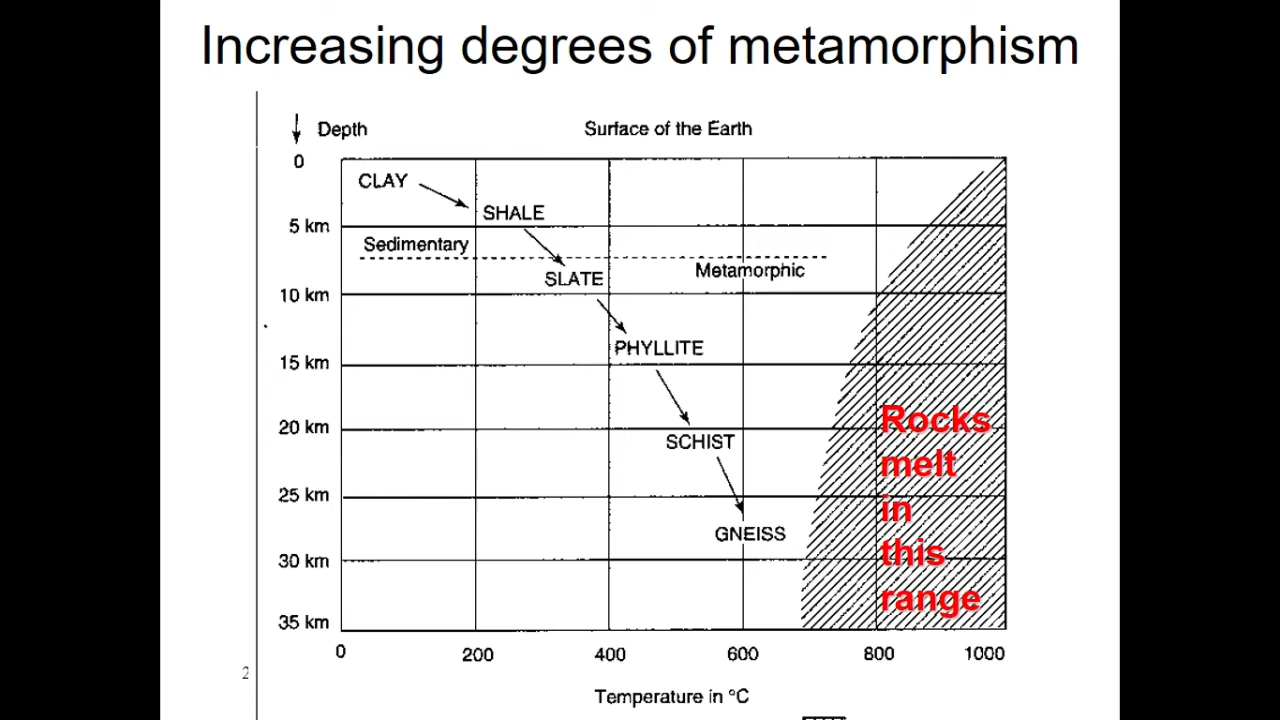 Increasing degrees of metamorphism
Depth
Surface of the Earth
0
CLAY
SHALE
5 km
Sedimentary
Metamorphic
SLATE
10 km
PHYLLITE
15 km
Rocks
20 km
SCHIST
melt
25 km
in
GNEISS
this
30 km
range
35 km
0
200
400
600
800
1000
2
Temperature in °C